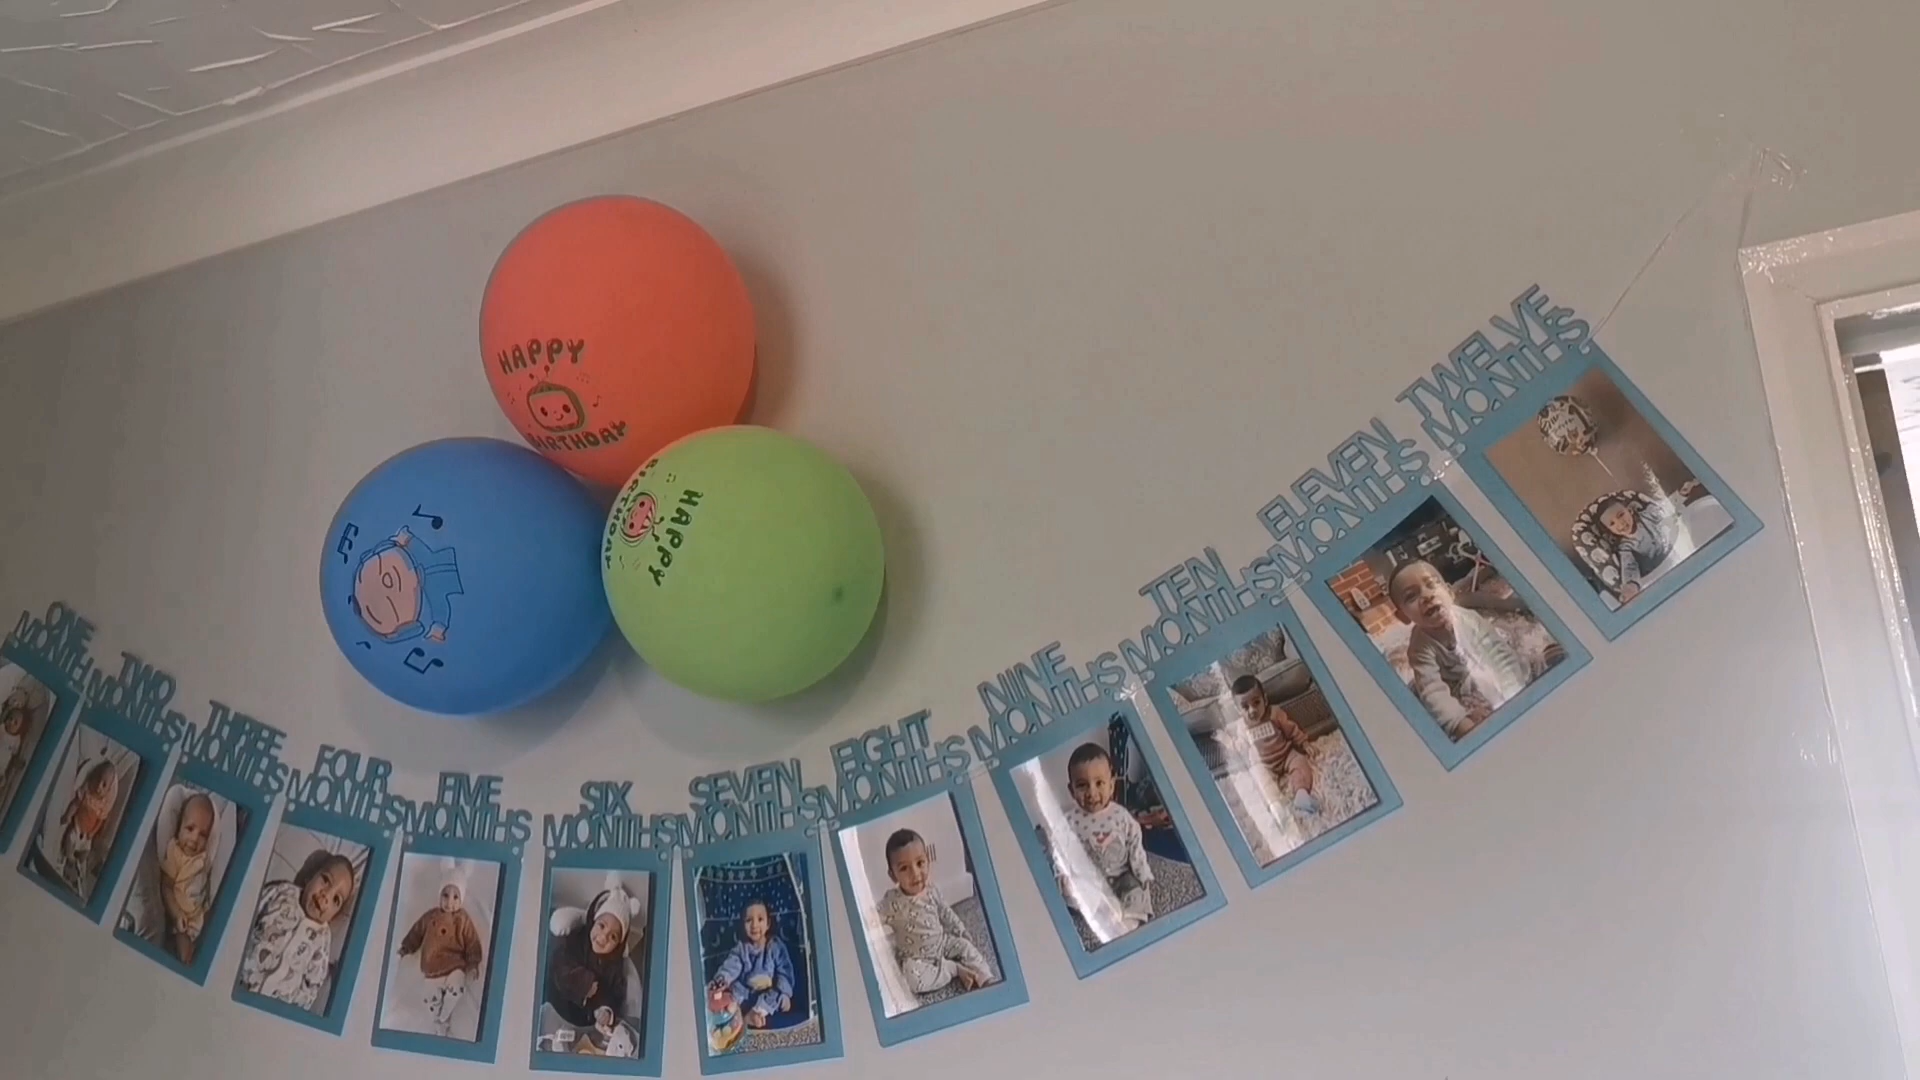 HAPPY
BIRTHDAY
HAPPY
BIRTHDAY
ONE
MONTH
TWO
MONTHS
THREE
MONTHS
FOUR
MONTHS
FIVE
MONTHS
SIX
MONTHS
SEVEN
MONTHS
EIGHT
MONTHS
NINE
MONTHS
TEN
MONTHS
ELEVEN
MONTHS
TWELVE
MONTHS